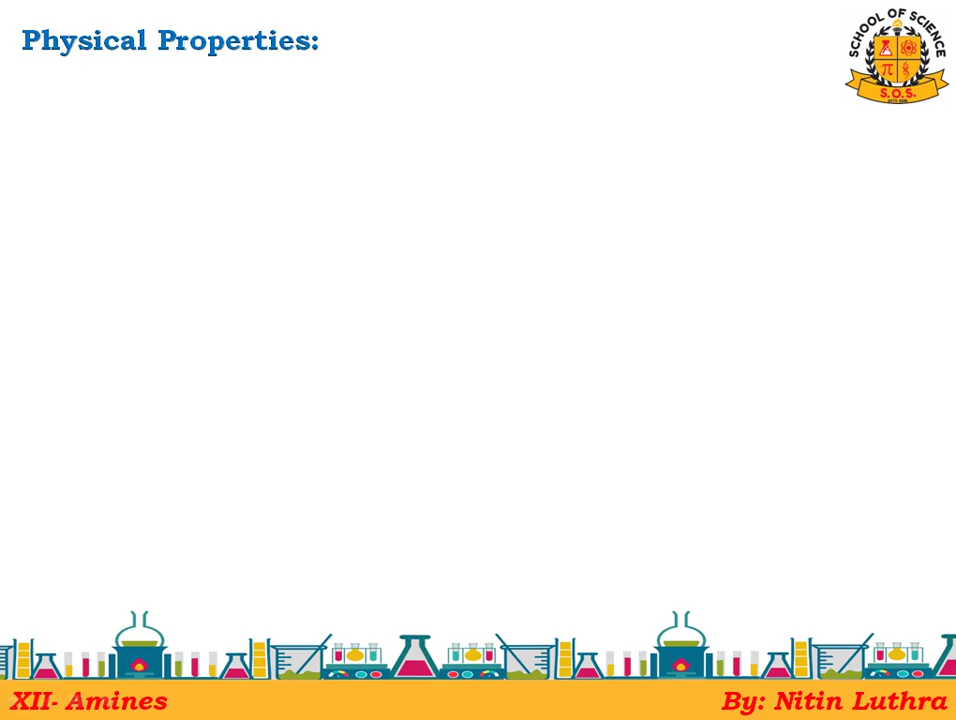 Physical Properties:
SCHOOL OF SCIENCE
π
S.O.S.
XII- Amines
By: Nitin Luthra